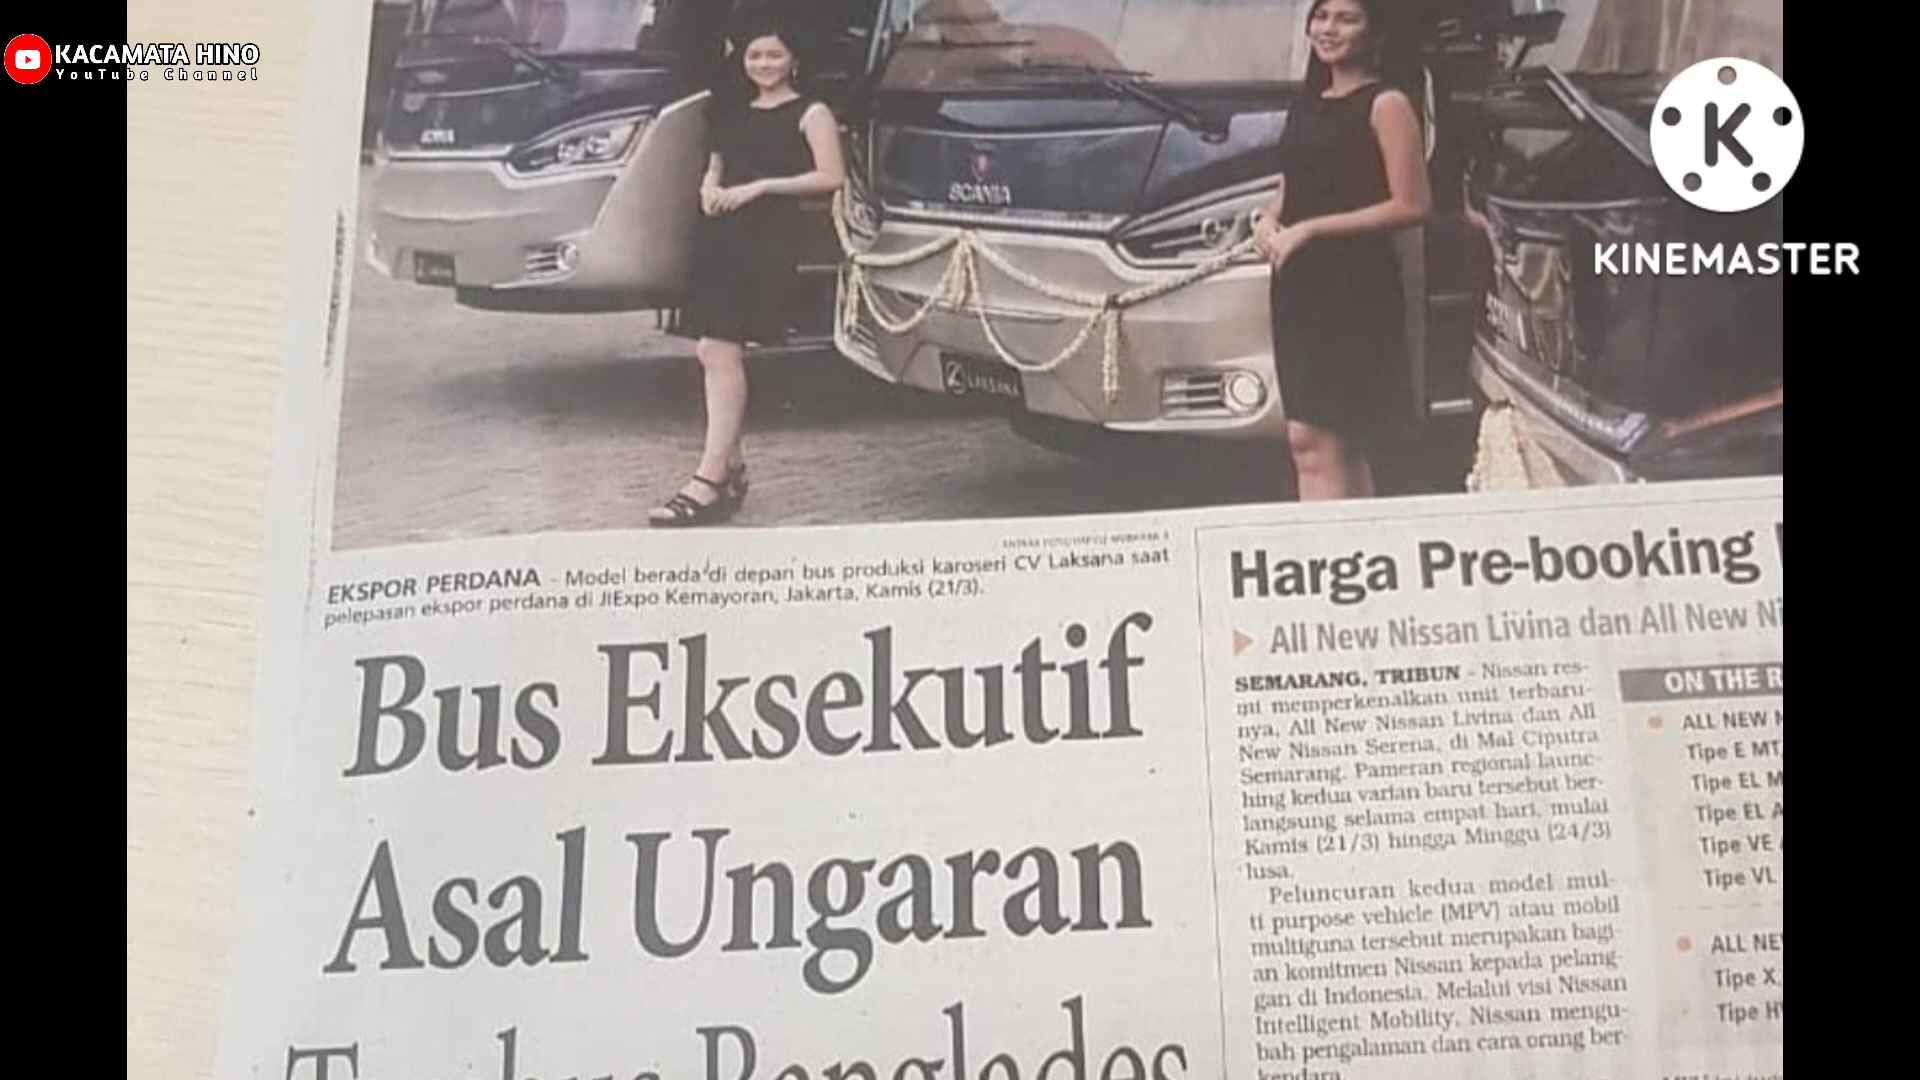 KACAMATA HINO
YouTube Channel
K
KINEMASTER
SCANIA
LAKSANA
EKSPOR PERDANA - Model berada di depan bus produksi karoseri CV Laksana saat
pelepasan ekspor perdana di JIExpo Kemayoran, Jakarta, Kamis (21/3).
Bus Eksekutif
Asal Ungaran
Banglades
Harga Pre-booking
All New Nissan Livina dan All New Ni
SEMARANG, TRIBUN - Nissan res-
mi memperkenalkan unit terbaru-
nya, All New Nissan Livina dan All
New Nissan Serena, di Mal Ciputra
Semarang. Pameran regional launc-
hing kedua varian baru tersebut ber-
langsung selama empat hari, mulai
Kamis (21/3) hingga Minggu (24/3)
lusa.
Peluncuran kedua model mul-
ti purpose vehicle (MPV) atau mobil
multiguna tersebut merupakan bagi-
an komitmen Nissan kepada pelang-
gan di Indonesia. Melalui visi Nissan
Intelligent Mobility, Nissan mengu-
bah pengalaman dan cara orang ber-
kendara.
ON THE R
ALL NEW N
Tipe E MT
Tipe EL M
Tipe EL A
Tipe VE
Tipe VL
ALL NE
Tipe X
Tipe H